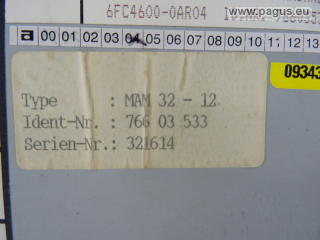 www.pagus.eu
6FC4600-0AR04
a 00 01 02 03 04 05 06 07 08 09 10 11 12 13
09343
Type : MAM 32 - 12
Ident-Nr. : 766 03 533
Serien-Nr.: 321614